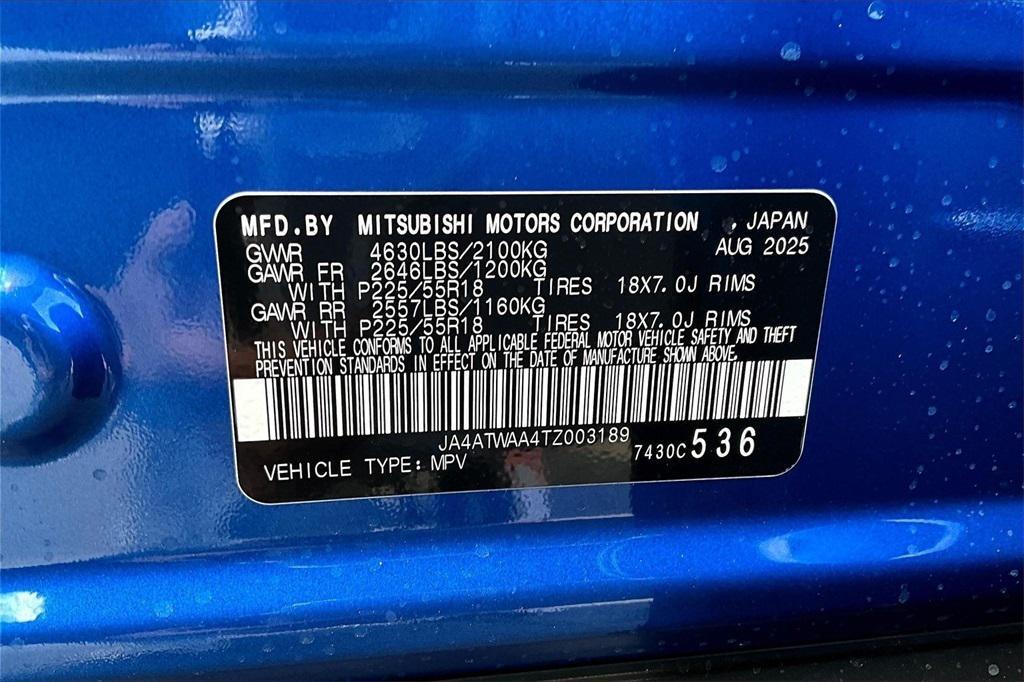 MFD.BY MITSUBISHI MOTORS CORPORATION , JAPAN
GVWR 4630LBS/2100KG AUG 2025
GAWR FR 2646LBS/1200KG
WITH P225/55R18 TIRES 18X7.0J RIMS
GAWR RR 2557LBS/1160KG
WITH P225/55R18 TIRES 18X7.0J RIMS
THIS VEHICLE CONFORMS TO ALL APPLICABLE FEDERAL MOTOR VEHICLE SAFETY AND THEFT
PREVENTION STANDARDS IN EFFECT ON THE DATE OF MANUFACTURE SHOWN ABOVE.
JA4ATWAA4TZ003189
VEHICLE TYPE: MPV 7430C 536